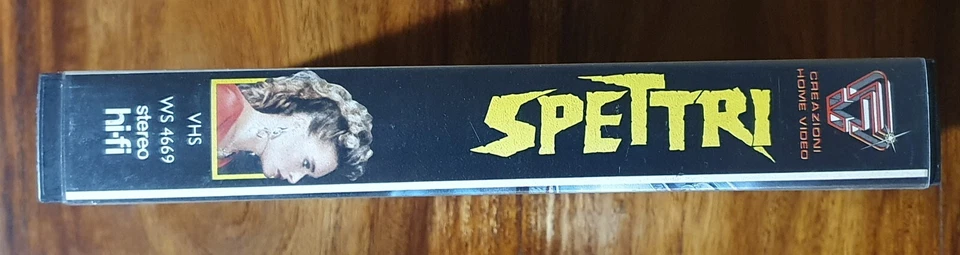 SPETTRI
CREAZIONI
HOME VIDEO
VHS
WS 4669
stereo
hi-fi